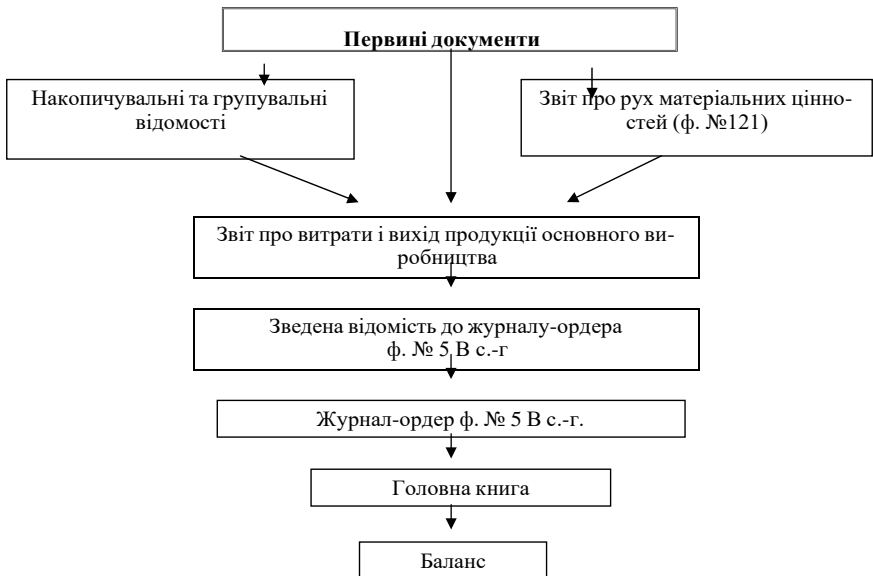 Первині документи
Накопичувальні та групувальні
відомості
Звіт про рух матеріальних цінно-
стей (ф. №121)
Звіт про витрати і вихід продукції основного ви-
робництва
Зведена відомість до журналу-ордера
ф. № 5 В с.-г
Журнал-ордер ф. № 5 В с.-г.
Головна книга
Баланс